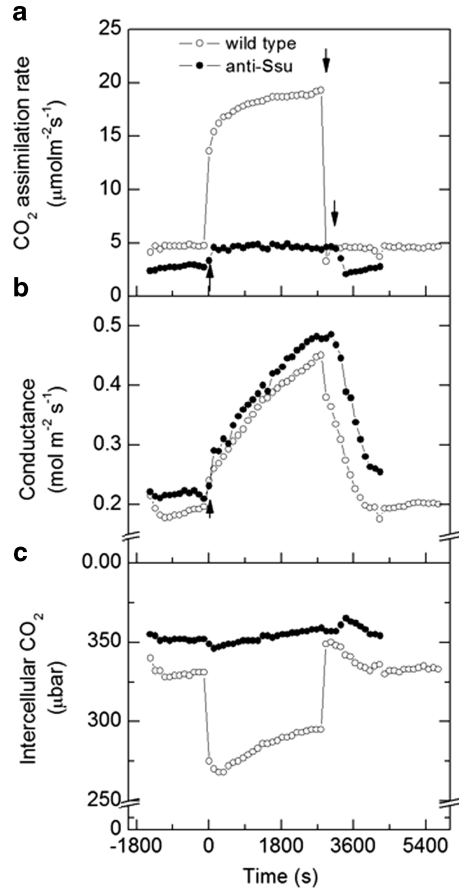 a
wild type
anti-Ssu
CO2 assimilation rate
(μmolm-2s-1)
25
20
15
10
5
0
b
Conductance
(mol m-2 s-1)
0.5
0.4
0.3
0.2
0.00
c
Intercellular CO2
(μbar)
350
300
250
0
-1800 0 1800 3600 5400
Time (s)